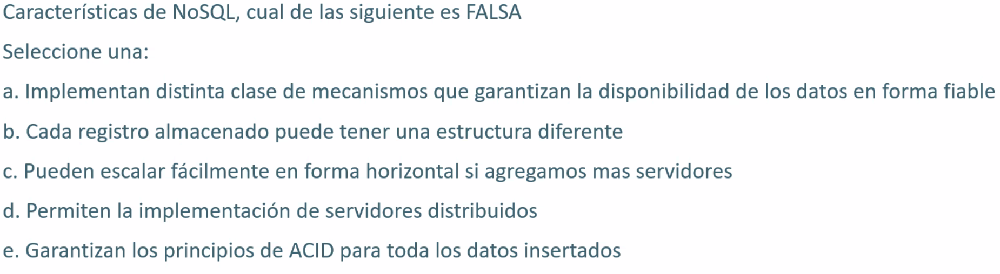 Características de NoSQL, cual de las siguiente es FALSA
Seleccione una:
a. Implementan distinta clase de mecanismos que garantizan la disponibilidad de los datos en forma fiable
b. Cada registro almacenado puede tener una estructura diferente
c. Pueden escalar fácilmente en forma horizontal si agregamos mas servidores
d. Permiten la implementación de servidores distribuidos
e. Garantizan los principios de ACID para toda los datos insertados